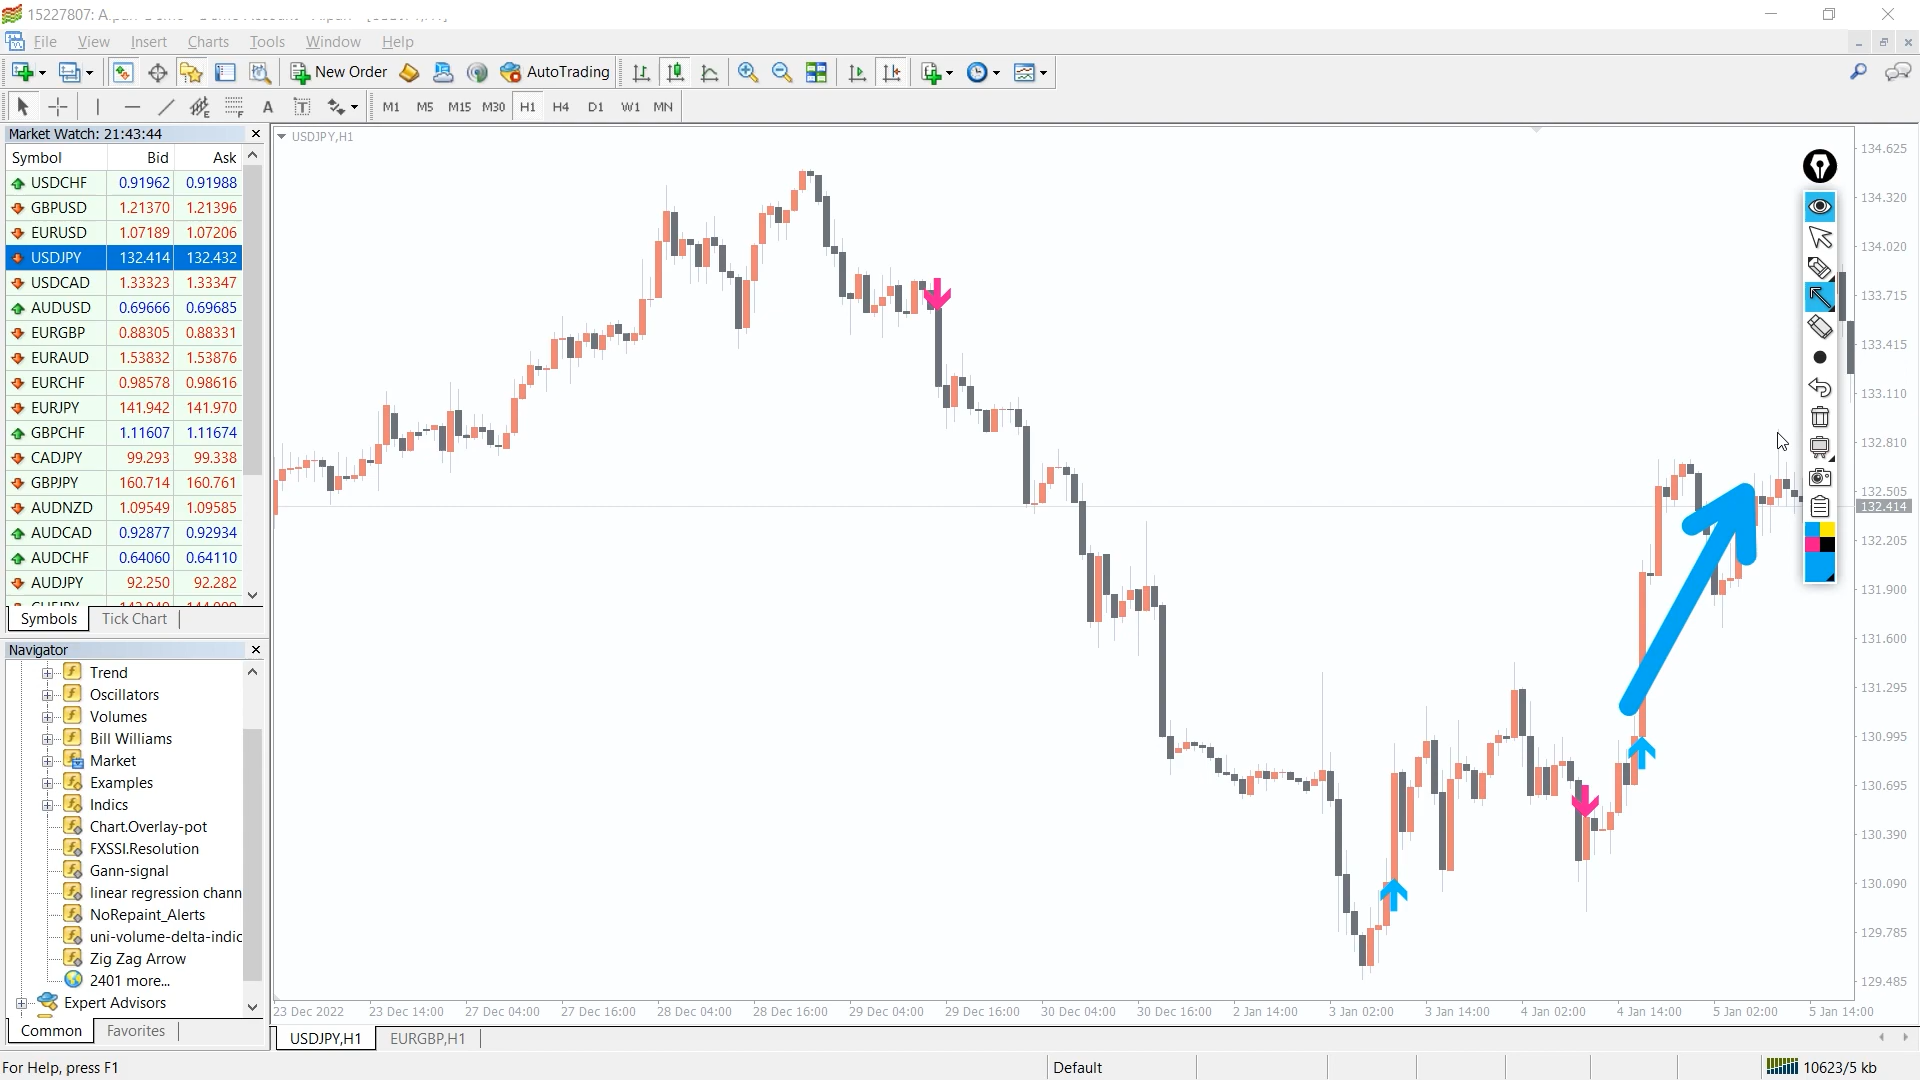 15227807:
File View Insert Charts Tools Window Help
New Order AutoTrading
A T M1 M5 M15 M30 H1 H4 D1 W1 MN
Market Watch: 21:43:44
Symbol Bid Ask
USDCHF 0.91962 0.91988
GBPUSD 1.21370 1.21396
EURUSD 1.07189 1.07206
USDJPY 132.414 132.432
USDCAD 1.33323 1.33347
AUDUSD 0.69666 0.69685
EURGBP 0.88305 0.88331
EURAUD 1.53832 1.53876
EURCHF 0.98578 0.98616
EURJPY 141.942 141.970
GBPCHF 1.11607 1.11674
CADJPY 99.293 99.338
GBPJPY 160.714 160.761
AUDNZD 1.09549 1.09585
AUDCAD 0.92877 0.92934
AUDCHF 0.64060 0.64110
AUDJPY 92.250 92.282
Symbols Tick Chart
Navigator
Trend
Oscillators
Volumes
Bill Williams
Market
Examples
Indics
Chart.Overlay-pot
FXSSI.Resolution
Gann-signal
linear regression chann
NoRepaint_Alerts
uni-volume-delta-indic
Zig Zag Arrow
2401 more...
Expert Advisors
Common Favorites
USDJPY,H1
134.625
134.320
134.020
133.715
133.415
133.110
132.810
132.505
132.414
132.205
131.900
131.600
131.295
130.995
130.695
130.390
130.090
129.785
129.485
23 Dec 2022 23 Dec 14:00 27 Dec 04:00 27 Dec 16:00 28 Dec 04:00 28 Dec 16:00 29 Dec 04:00 29 Dec 16:00 30 Dec 04:00 30 Dec 16:00 2 Jan 14:00 3 Jan 02:00 3 Jan 14:00 4 Jan 02:00 4 Jan 14:00 5 Jan 02:00 5 Jan 14:00
USDJPY,H1 EURGBP,H1
For Help, press F1 Default 10623/5 kb